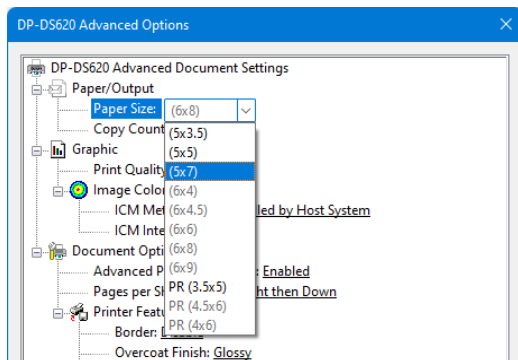 DP-DS620 Advanced Options
DP-DS620 Advanced Document Settings
Paper/Output
Paper Size: (6x8)
Copy Count
(5x3.5)
(5x5)
(5x7)
(6x4)
(6x4.5)
(6x6)
(6x8)
(6x9)
PR (3.5x5)
PR (4.5x6)
PR (4x6)
Graphic
Print Quality
Image Color
ICM Met led by Host System
ICM Inte
Document Opti
Advanced P : Enabled
Pages per Sh ht then Down
Printer Featu
Border:
Overcoat Finish: Glossy